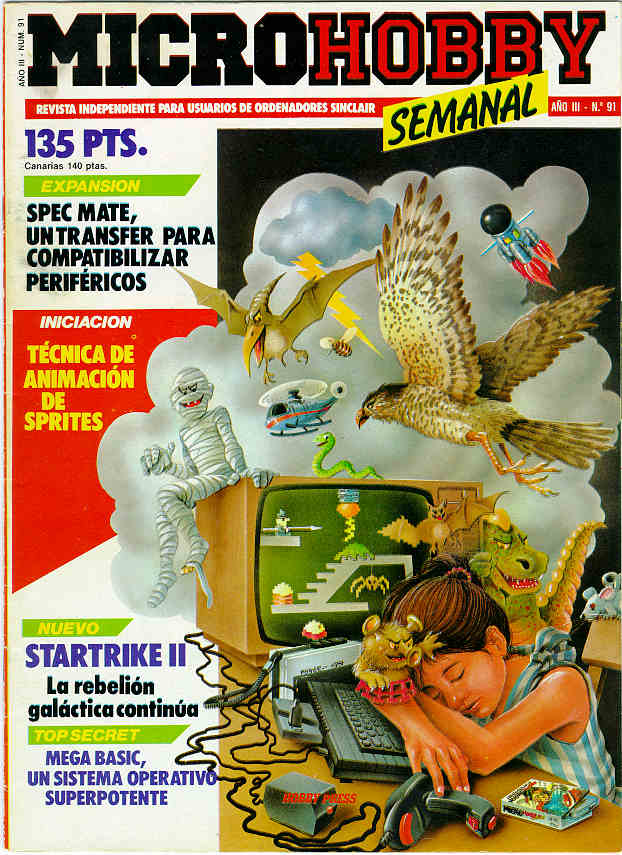 AÑO III - NUM. 91
MICROHOBBY
REVISTA INDEPENDIENTE PARA USUARIOS DE ORDENADORES SINCLAIR
SEMANAL
AÑO III - N.º 91
135 PTS.
Canarias 140 ptas.
EXPANSION
SPEC MATE,
UN TRANSFER PARA
COMPATIBILIZAR
PERIFÉRICOS
INICIACION
TÉCNICA DE
ANIMACIÓN
DE
SPRITES
NUEVO
STARTRIKE II
La rebelión
galáctica continúa
TOP SECRET
MEGA BASIC,
UN SISTEMA OPERATIVO
SUPERPOTENTE
HOBBY PRESS